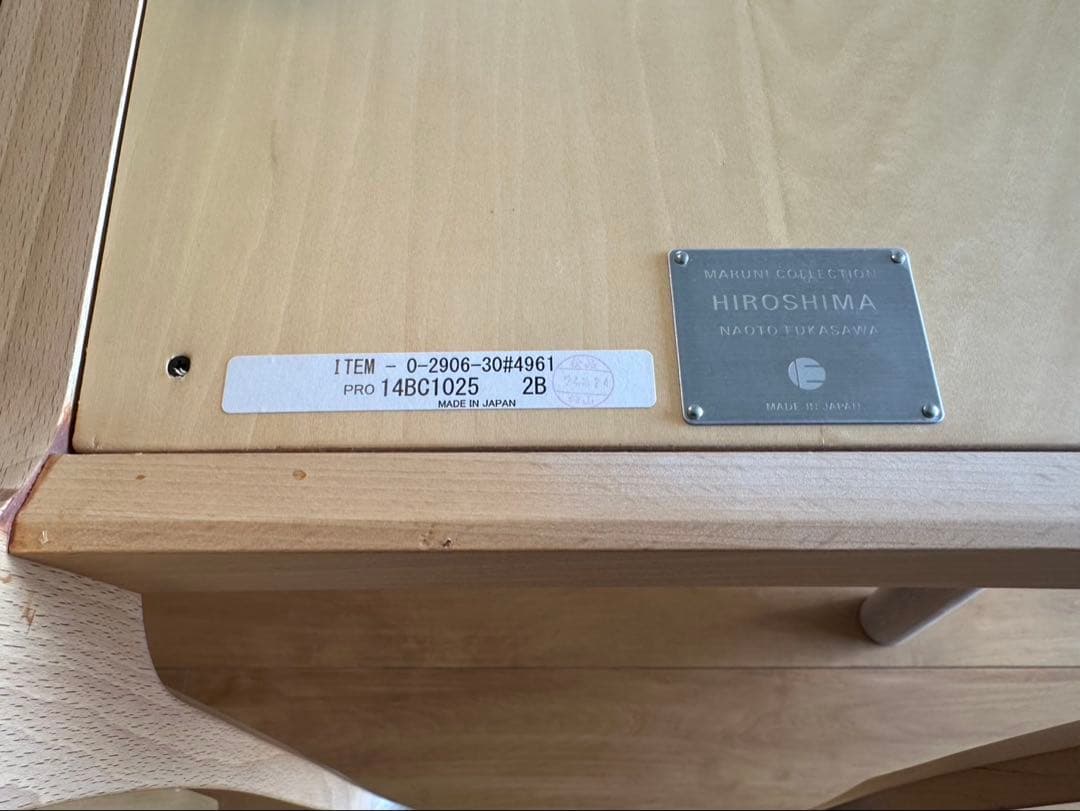 ITEM - 0-2906-30#4961
PRO 14BC1025 2B
MADE IN JAPAN
MARUNI COLLECTION
HIROSHIMA
NAOTO FUKASAWA
MADE IN JAPAN